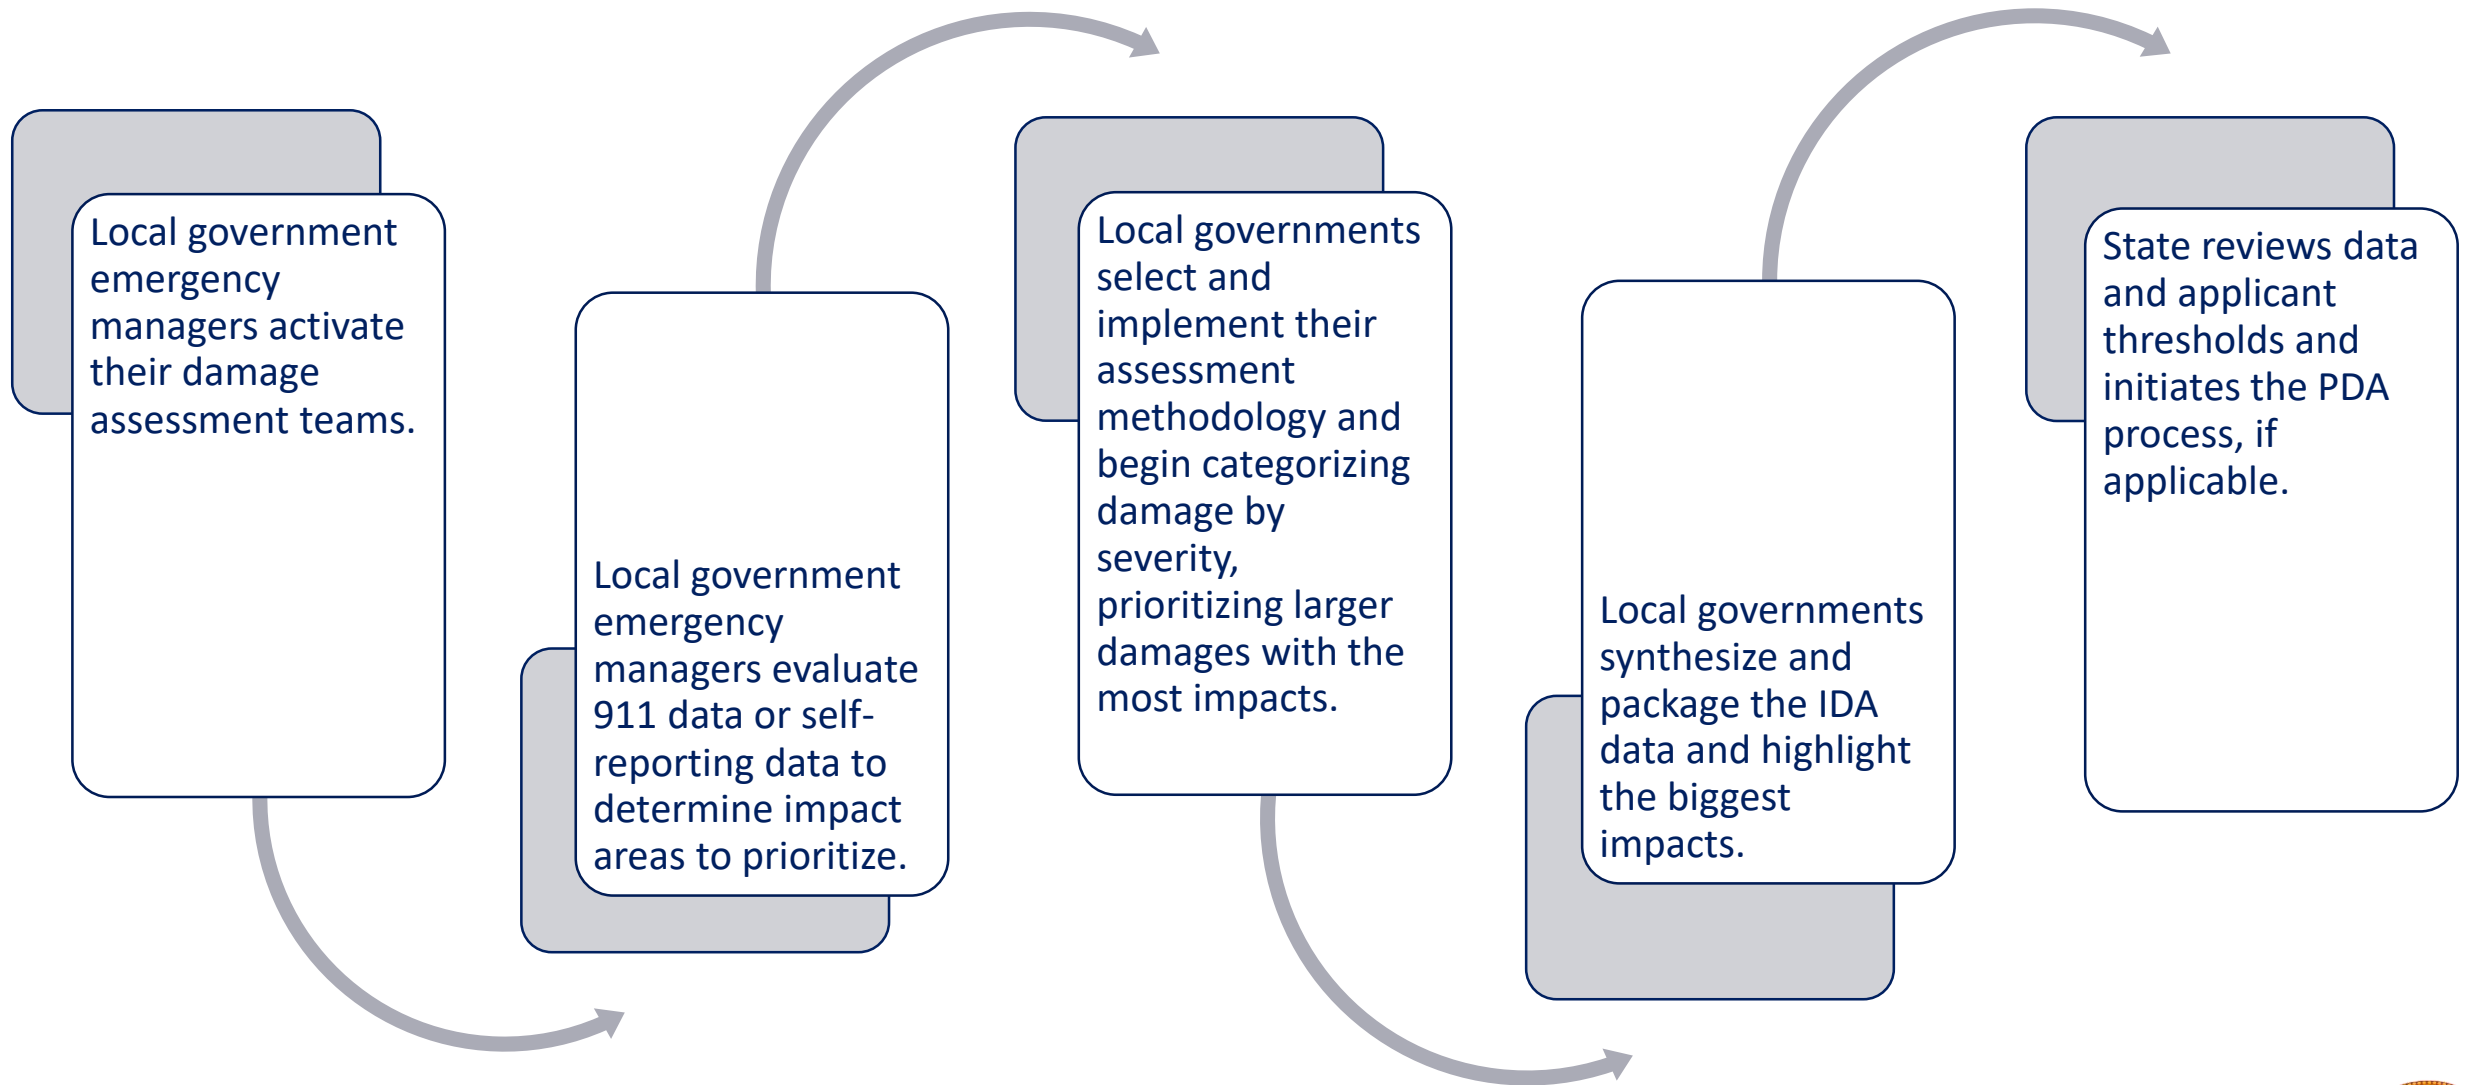 Local government
emergency
managers activate
their damage
assessment teams.
Local government
emergency
managers evaluate
911 data or self-
reporting data to
determine impact
areas to prioritize.
Local governments
select and
implement their
assessment
methodology and
begin categorizing
damage by
severity,
prioritizing larger
damages with the
most impacts.
Local governments
synthesize and
package the IDA
data and highlight
the biggest
impacts.
State reviews data
and applicant
thresholds and
initiates the PDA
process, if
applicable.